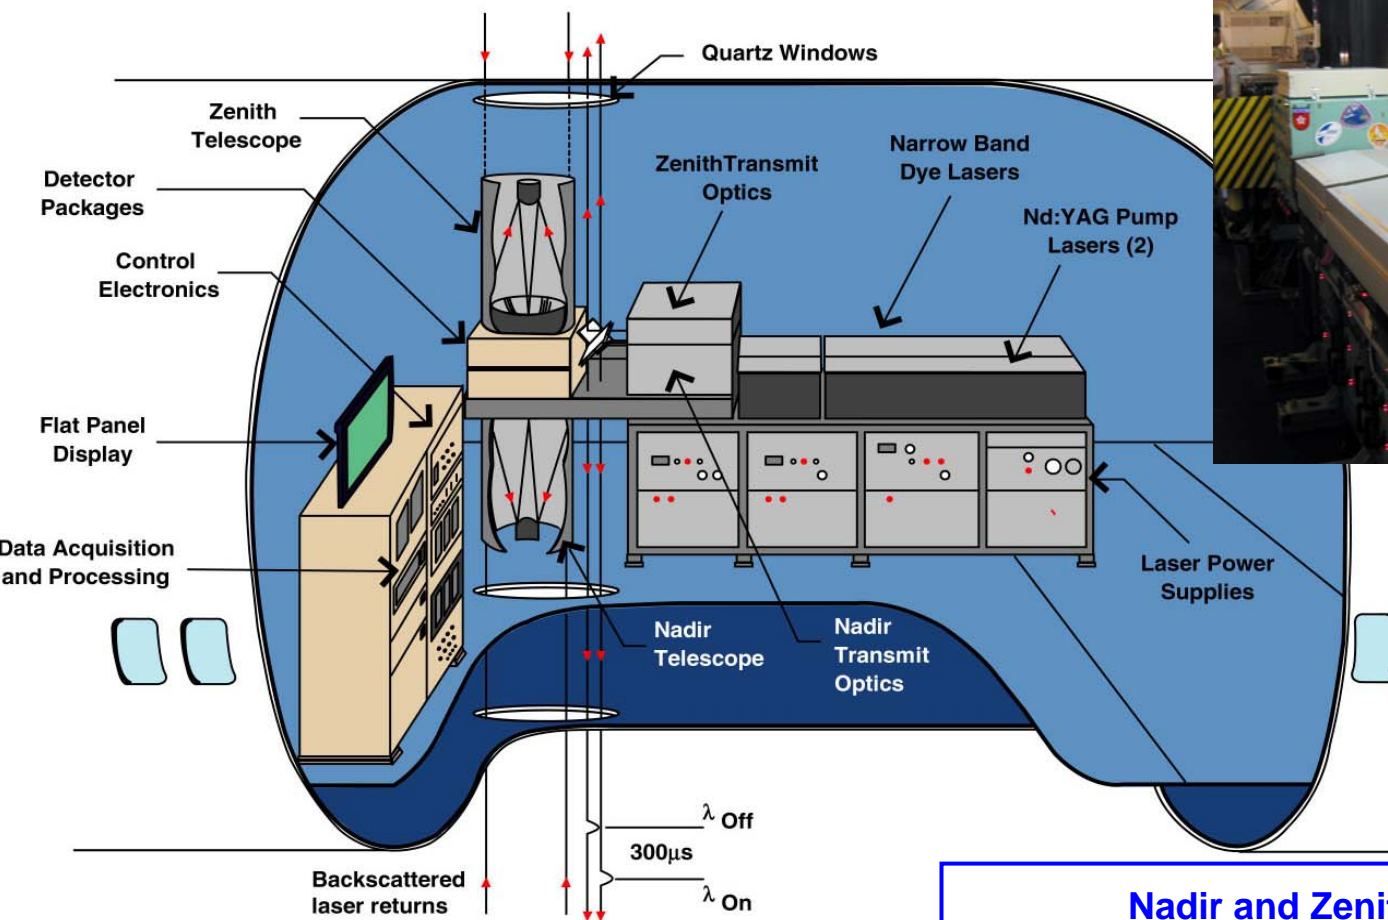 Quartz Windows
Zenith
Telescope
Detector
Packages
Control
Electronics
ZenithTransmit
Optics
Narrow Band
Dye Lasers
Nd:YAG Pump
Lasers (2)
Flat Panel
Display
Data Acquisition
and Processing
Nadir
Telescope
Nadir
Transmit
Optics
Laser Power
Supplies
λ Off
300μs
λ On
Backscattered
laser returns
Nadir and Zenit